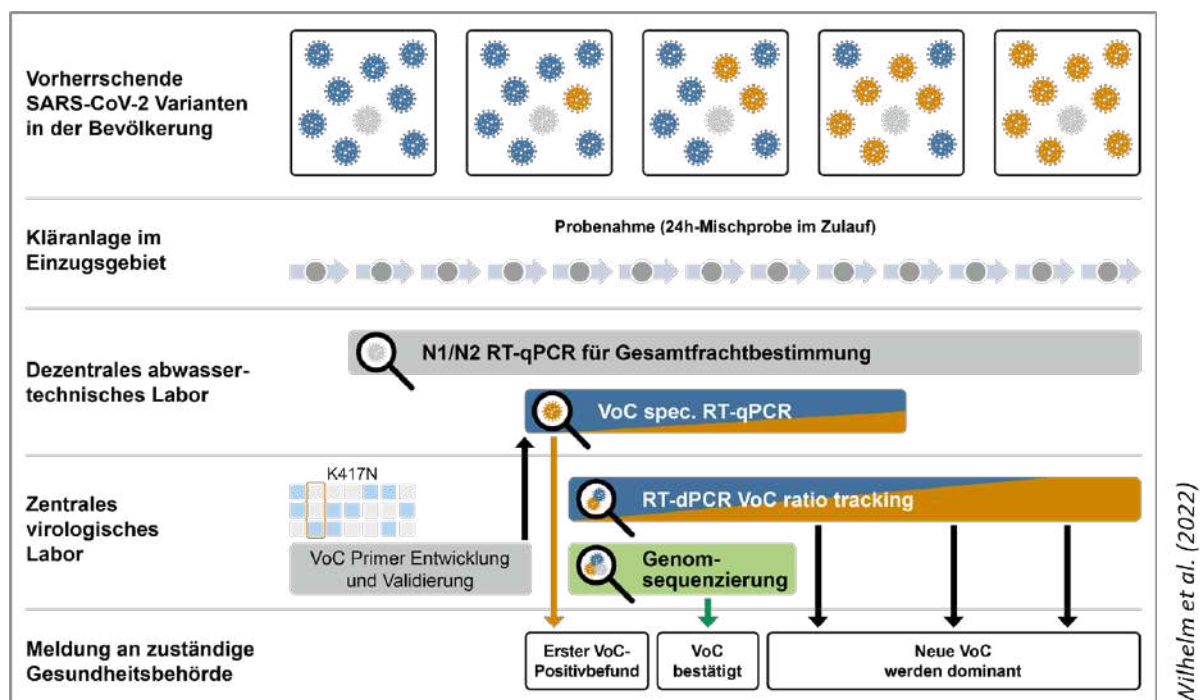 Vorherrschende
SARS-CoV-2 Varianten
in der Bevölkerung
Kläranlage im
Einzugsgebiet
Probenahme (24h-Mischprobe im Zulauf)
Dezentrales abwasser-
technisches Labor
N1/N2 RT-qPCR für Gesamtfrachtbestimmung
VoC spec. RT-qPCR
Zentrales
virologisches
Labor
K417N
VoC Primer Entwicklung
und Validierung
RT-dPCR VoC ratio tracking
Genom-
sequenzierung
Meldung an zuständige
Gesundheitsbehörde
Erster VoC-
Positivbefund
VoC
bestätigt
Neue VoC
werden dominant
Wilhelm et al. (2022)